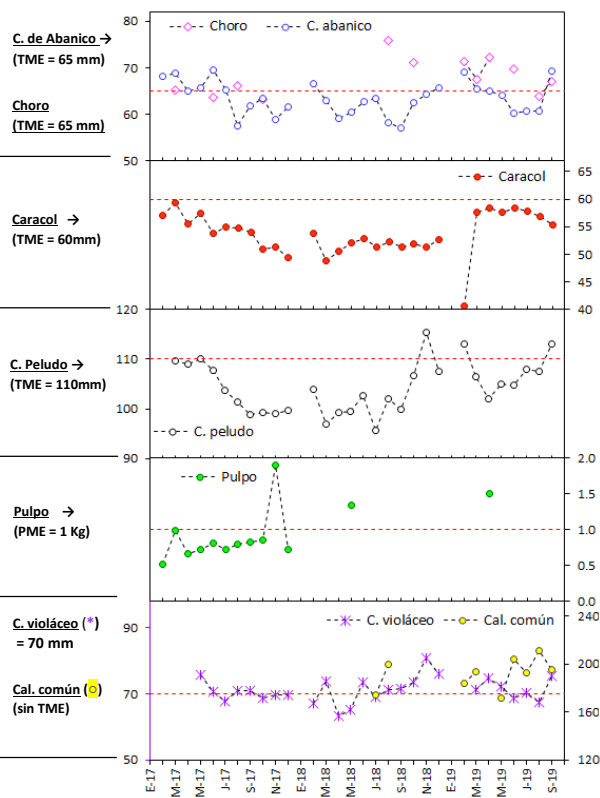 C. de Abanico →
(TME = 65 mm)
Choro
(TME = 65 mm)
Caracol →
(TME = 60mm)
C. Peludo →
(TME = 110mm)
Pulpo →
(PME = 1 Kg)
C. violáceo (*)
= 70 mm
Cal. común (○)
(sin TME)
Choro C. abanico
80
70
60
50
Caracol
65
60
55
50
45
40
120
110
100
90
C. peludo
Pulpo
2.0
1.5
1.0
0.5
0.0
C. violáceo Cal. común
90
70
50
240
200
160
120
E-17 M-17 M-17 J-17 S-17 N-17 E-18 M-18 M-18 J-18 S-18 N-18 E-19 M-19 M-19 J-19 S-19